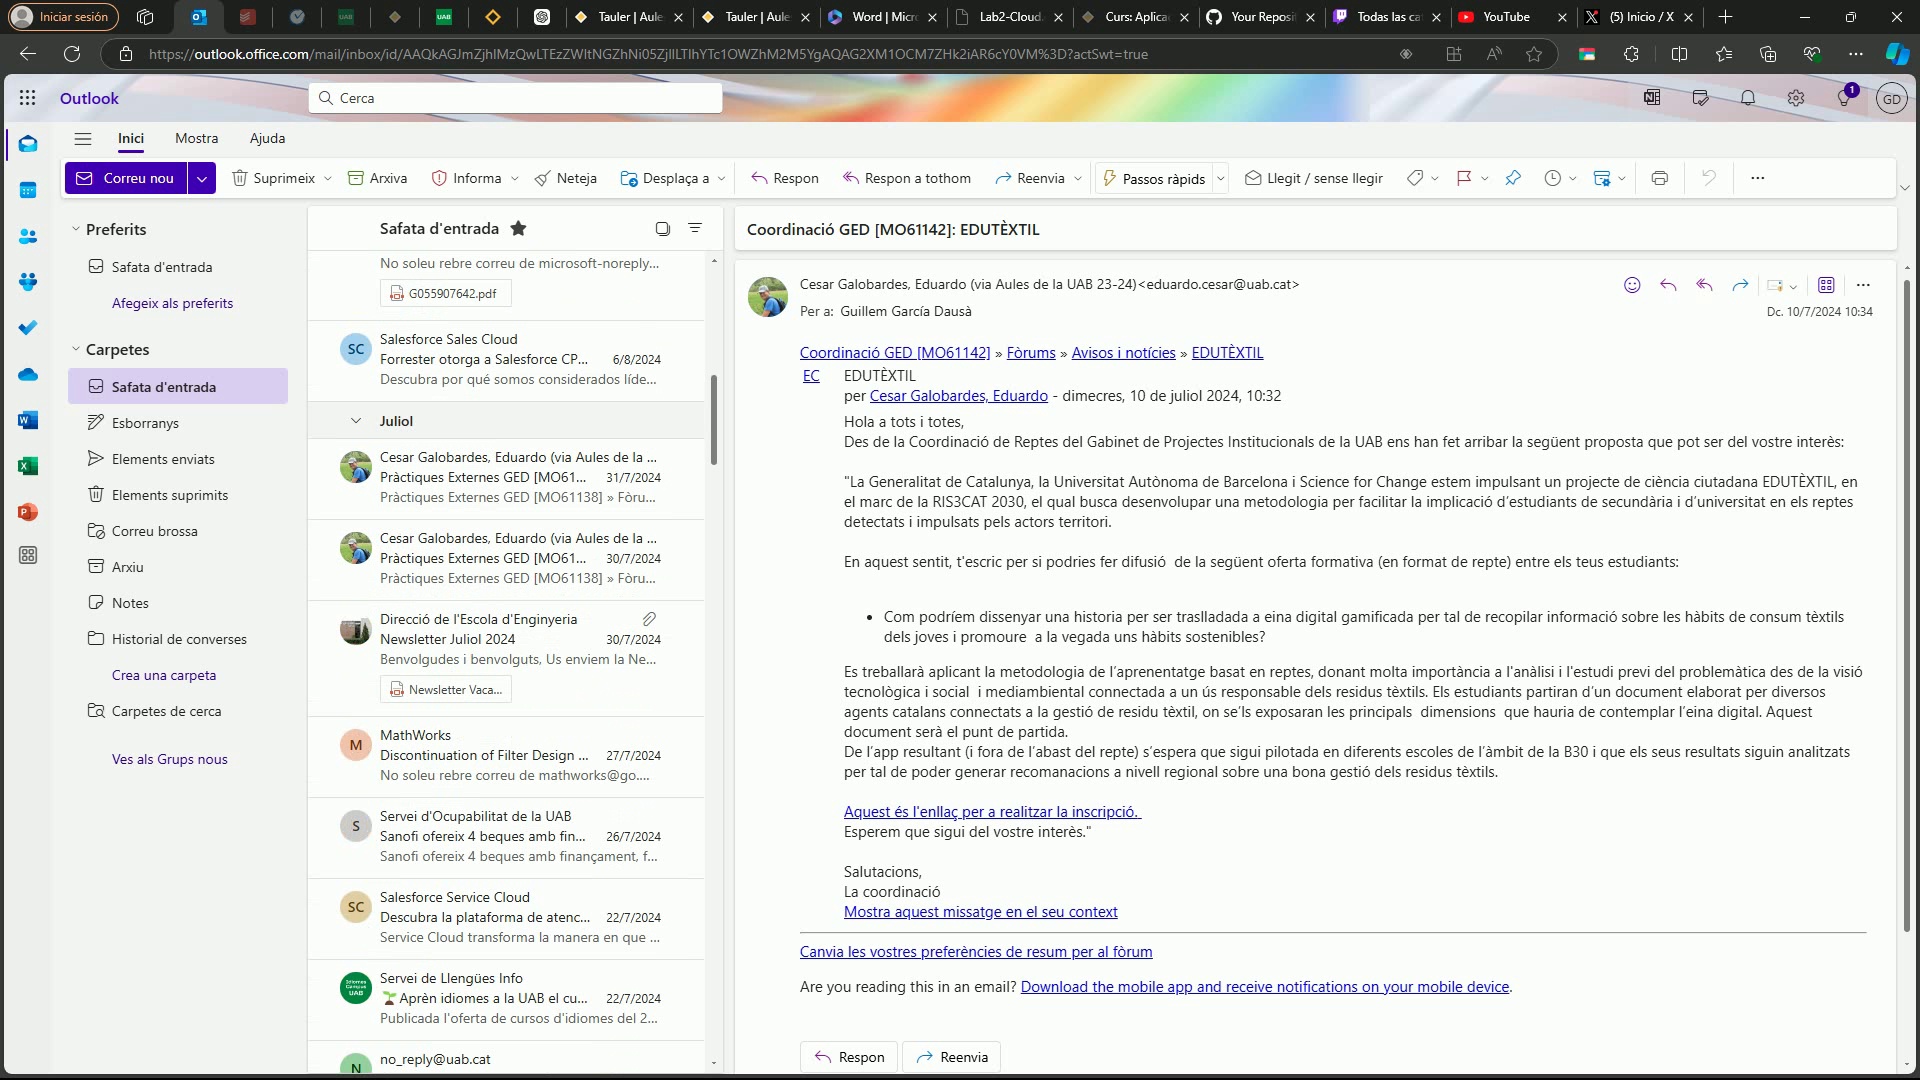 Iniciar sesión
Tauler | Aule
Tauler | Aule
Word | Micr
Lab2-Cloud.
Curs: Aplica
Your Reposi
Todas las ca
YouTube
(5) Inicio / X
https://outlook.office.com/mail/inbox/id/AAQkAGJmZjhlMzQwLTEzZWItNGZhNi05ZjllLTlhYTc1OWZhM2M5YgAQAG2XM1OCM7ZHk2iAR6cY0VM%3D?actSwt=true
Outlook
Cerca
1
GD
Inici
Mostra
Ajuda
Correu nou
Suprimeix
Arxiva
Informa
Neteja
Desplaça a
Respon
Respon a tothom
Reenvia
Passos ràpids
Llegit / sense llegir
Preferits
Safata d'entrada
Afegeix als preferits
Carpetes
Safata d'entrada
Esborranys
Elements enviats
Elements suprimits
Correu brossa
Arxiu
Notes
Historial de converses
Crea una carpeta
Carpetes de cerca
Ves als Grups nous
Safata d'entrada
No soleu rebre correu de microsoft-noreply...
G055907642.pdf
SC
Salesforce Sales Cloud
Forrester otorga a Salesforce CP... 6/8/2024
Descubra por qué somos considerados líde...
Juliol
Cesar Galobardes, Eduardo (via Aules de la ...
Pràctiques Externes GED [MO61... 31/7/2024
Pràctiques Externes GED [MO61138] » Fòru...
Cesar Galobardes, Eduardo (via Aules de la ...
Pràctiques Externes GED [MO61... 30/7/2024
Pràctiques Externes GED [MO61138] » Fòru...
Direcció de l'Escola d'Enginyeria
Newsletter Juliol 2024 30/7/2024
Benvolgudes i benvolguts, Us enviem la Ne...
Newsletter Vaca...
M
MathWorks
Discontinuation of Filter Design ... 27/7/2024
No soleu rebre correu de mathworks@go....
S
Servei d'Ocupabilitat de la UAB
Sanofi ofereix 4 beques amb fin... 26/7/2024
Sanofi ofereix 4 beques amb finançament, f...
SC
Salesforce Service Cloud
Descubra la plataforma de atenc... 22/7/2024
Service Cloud transforma la manera en que ...
Servei de Llengües Info
Aprèn idiomes a la UAB el cu... 22/7/2024
Publicada l'oferta de cursos d'idiomes del 2...
N
no_reply@uab.cat
Coordinació GED [MO61142]: EDUTÈXTIL
Cesar Galobardes, Eduardo (via Aules de la UAB 23-24)<eduardo.cesar@uab.cat>
Per a: Guillem García Dausà
Dc. 10/7/2024 10:34
Coordinació GED [MO61142] » Fòrums » Avisos i notícies » EDUTÈXTIL
EC
EDUTÈXTIL
per Cesar Galobardes, Eduardo - dimecres, 10 de juliol 2024, 10:32
Hola a tots i totes,
Des de la Coordinació de Reptes del Gabinet de Projectes Institucionals de la UAB ens han fet arribar la següent proposta que pot ser del vostre interès:
"La Generalitat de Catalunya, la Universitat Autònoma de Barcelona i Science for Change estem impulsant un projecte de ciència ciutadana EDUTÈXTIL, en
el marc de la RIS3CAT 2030, el qual busca desenvolupar una metodologia per facilitar la implicació d'estudiants de secundària i d'universitat en els reptes
detectats i impulsats pels actors territori.
En aquest sentit, t'escric per si podries fer difusió de la següent oferta formativa (en format de repte) entre els teus estudiants:
• Com podríem dissenyar una historia per ser traslladada a eina digital gamificada per tal de recopilar informació sobre les hàbits de consum tèxtils
dels joves i promoure a la vegada uns hàbits sostenibles?
Es treballarà aplicant la metodologia de l'aprenentatge basat en reptes, donant molta importància a l'anàlisi i l'estudi previ del problemàtica des de la visió
tecnològica i social i mediambiental connectada a un ús responsable dels residus tèxtils. Els estudiants partiran d'un document elaborat per diversos
agents catalans connectats a la gestió de residu tèxtil, on se'ls exposaran les principals dimensions que hauria de contemplar l'eina digital. Aquest
document serà el punt de partida.
De l'app resultant (i fora de l'abast del repte) s'espera que sigui pilotada en diferents escoles de l'àmbit de la B30 i que els seus resultats siguin analitzats
per tal de poder generar recomanacions a nivell regional sobre una bona gestió dels residus tèxtils.
Aquest és l'enllaç per a realitzar la inscripció.
Esperem que sigui del vostre interès."
Salutacions,
La coordinació
Mostra aquest missatge en el seu context
Canvia les vostres preferències de resum per al fòrum
Are you reading this in an email? Download the mobile app and receive notifications on your mobile device.
Respon
Reenvia